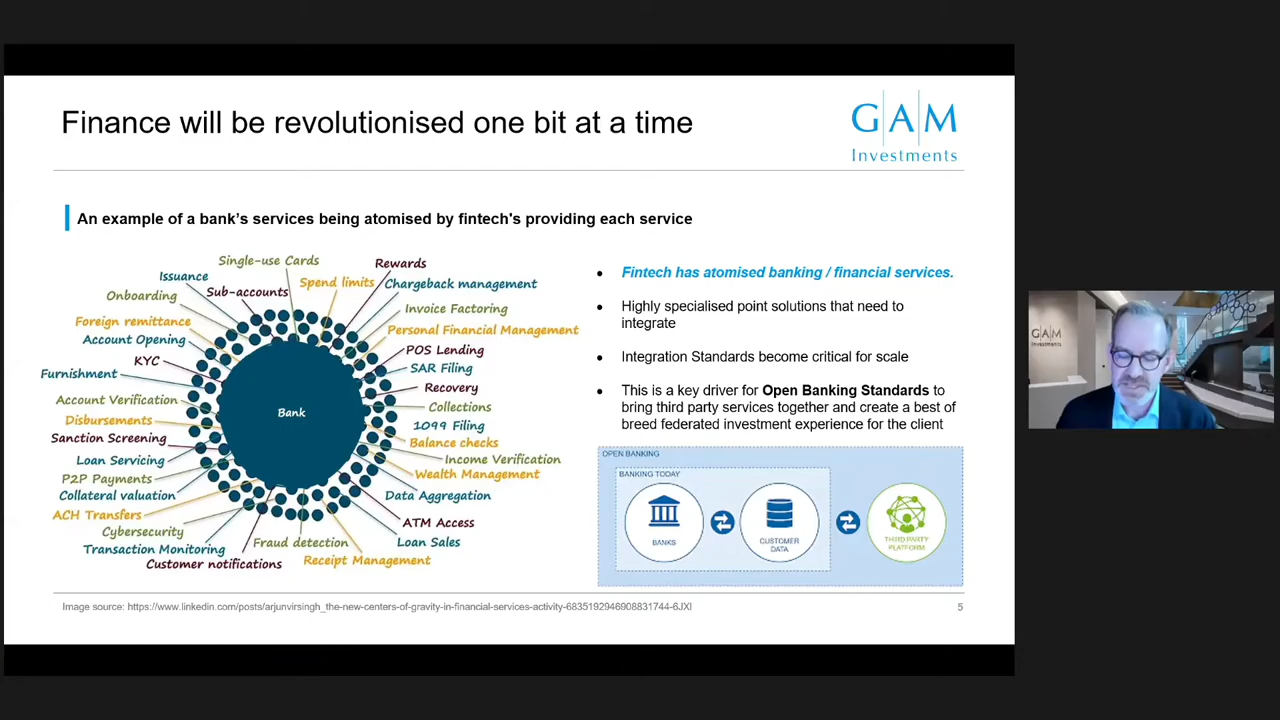 Finance will be revolutionised one bit at a time
GAM
Investments
An example of a bank's services being atomised by fintech's providing each service
Single-use Cards
Rewards
Issuance
Spend limits
Chargeback management
Sub-accounts
Onboarding
Invoice Factoring
Foreign remittance
Personal Financial Management
Account Opening
POS Lending
KYC
SAR Filing
Furnishment
Recovery
Account Verification
Collections
Bank
Disbursements
1099 Filing
Sanction Screening
Balance checks
Loan Servicing
Income Verification
P2P Payments
Wealth Management
Collateral valuation
Data Aggregation
ACH Transfers
ATM Access
Cybersecurity
Loan Sales
Transaction Monitoring
Fraud detection
Customer notifications
Receipt Management
• Fintech has atomised banking / financial services.
• Highly specialised point solutions that need to
integrate
• Integration Standards become critical for scale
• This is a key driver for Open Banking Standards to
bring third party services together and create a best of
breed federated investment experience for the client
OPEN BANKING
BANKING TODAY
BANKS
CUSTOMER
DATA
THIRD PARTY
PLATFORM
Image source: https://www.linkedin.com/posts/arjunvirsingh_the-new-centers-of-gravity-in-financial-services-activity-6835192946908831744-6JXI
5
GAM
Investments